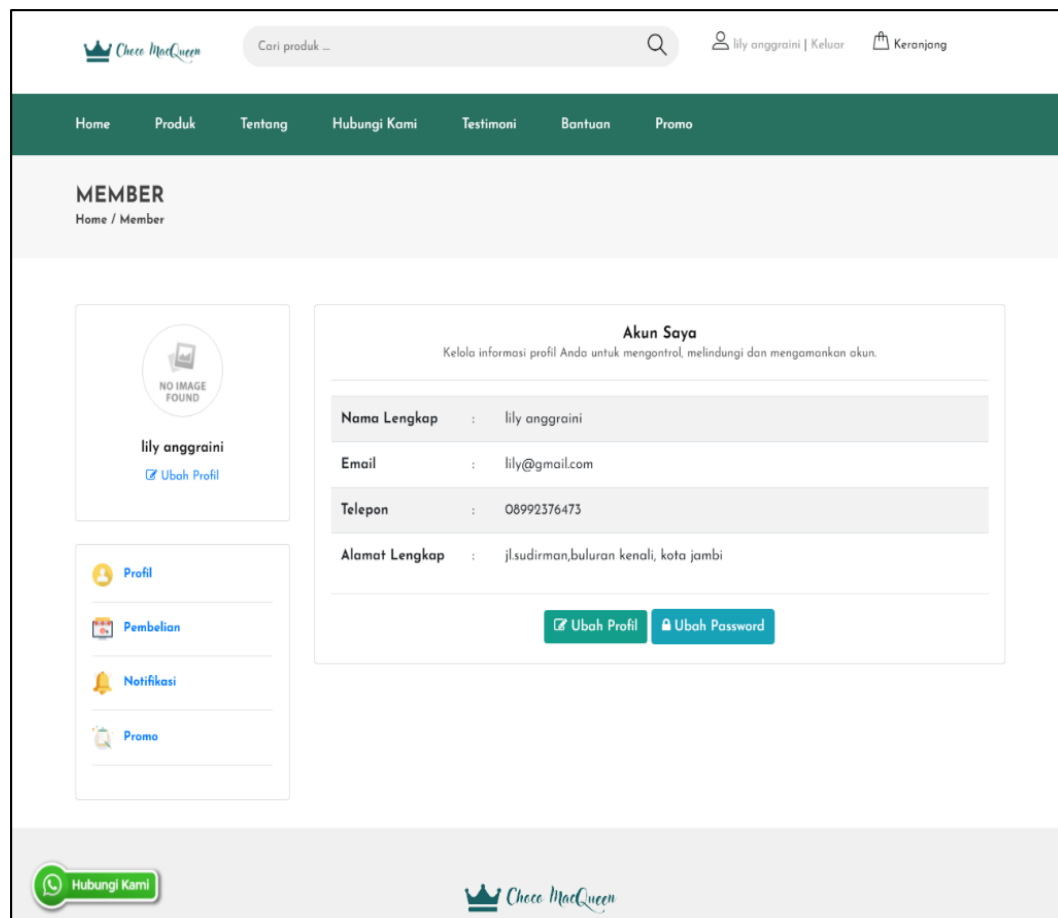 Choco MacQueen
Cari produk ...
lily anggraini | Keluar
Keranjang
Home Produk Tentang Hubungi Kami Testimoni Bantuan Promo
MEMBER
Home / Member
NO IMAGE
FOUND
lily anggraini
Ubah Profil
Profil
Pembelian
Notifikasi
Promo
Akun Saya
Kelola informasi profil Anda untuk mengontrol, melindungi dan mengamankan akun.
Nama Lengkap : lily anggraini
Email : lily@gmail.com
Telepon : 08992376473
Alamat Lengkap : jl.sudirman,buluran kenali, kota jambi
Ubah Profil Ubah Password
Hubungi Kami
Choco MacQueen